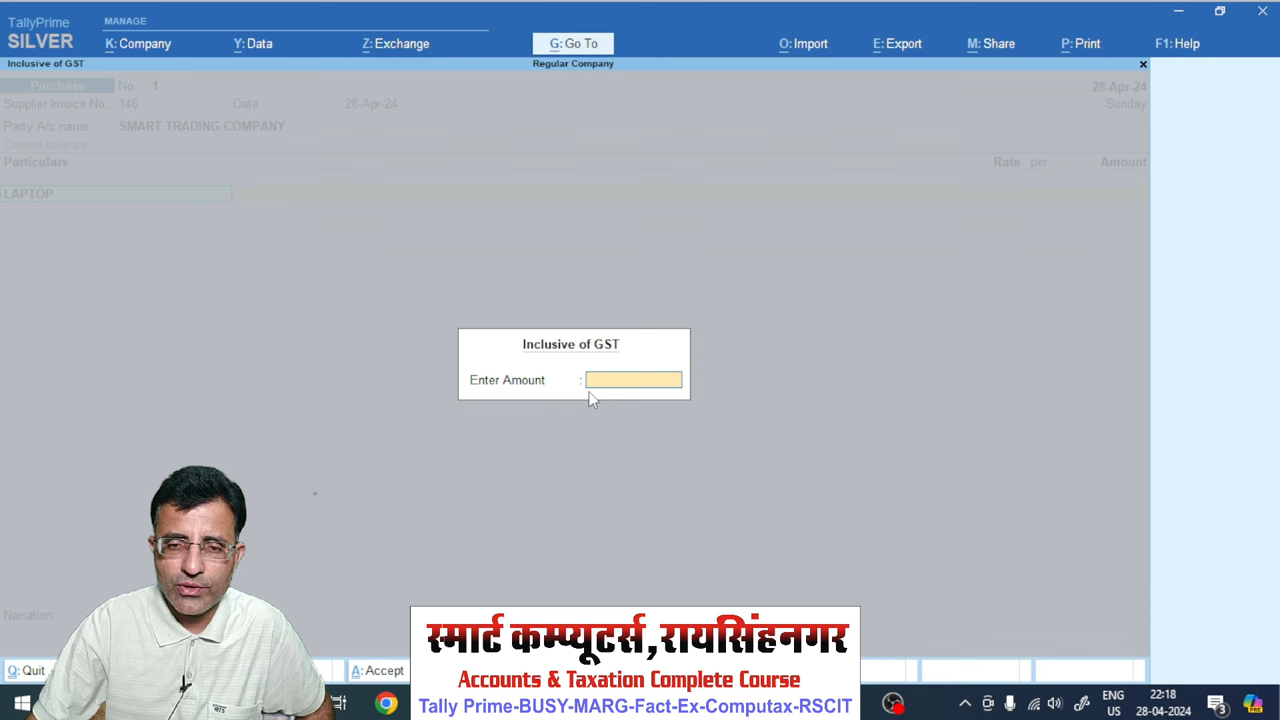 TallyPrime
SILVER
MANAGE
K: Company
Y: Data
Z: Exchange
G: Go To
O: Import
E: Export
M: Share
P: Print
F1: Help
Inclusive of GST
Regular Company
Purchase No. 1
28-Apr-24
Supplier Invoice No. 146 Date : 28-Apr-24
Sunday
Party A/c name : SMART TRADING COMPANY
Current balance
Particulars Rate per Amount
LAPTOP
Inclusive of GST
Enter Amount :
Narration:
Q: Quit
A: Accept
स्मार्ट कम्प्यूटर्स,रायसिंहनगर
Accounts & Taxation Complete Course
Tally Prime-BUSY-MARG-Fact-Ex-Computax-RSCIT
ENG
US
22:18
28-04-2024
3
PRE